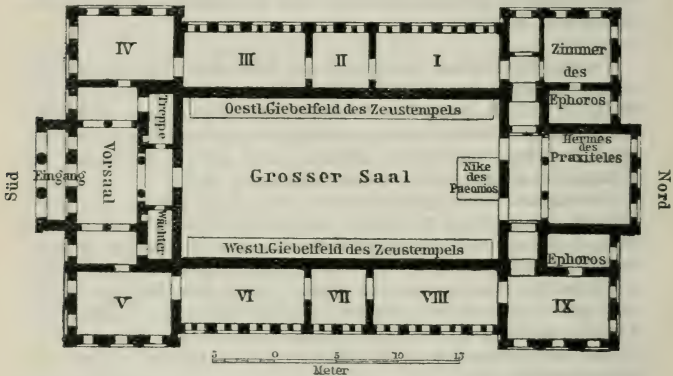 IV
III
II
I
Zimmer
des
Ephoros
Treppe
Oestl. Giebelfeld des Zeustempels
Süd
Eingang
Vorsaal
Grosser Saal
Nike
des
Paeonios
Hermes
des
Praxiteles
Nord
Wächter
Westl. Giebelfeld des Zeustempels
Ephoros
V
VI
VII
VIII
IX
5 0 5 10 15
Meter